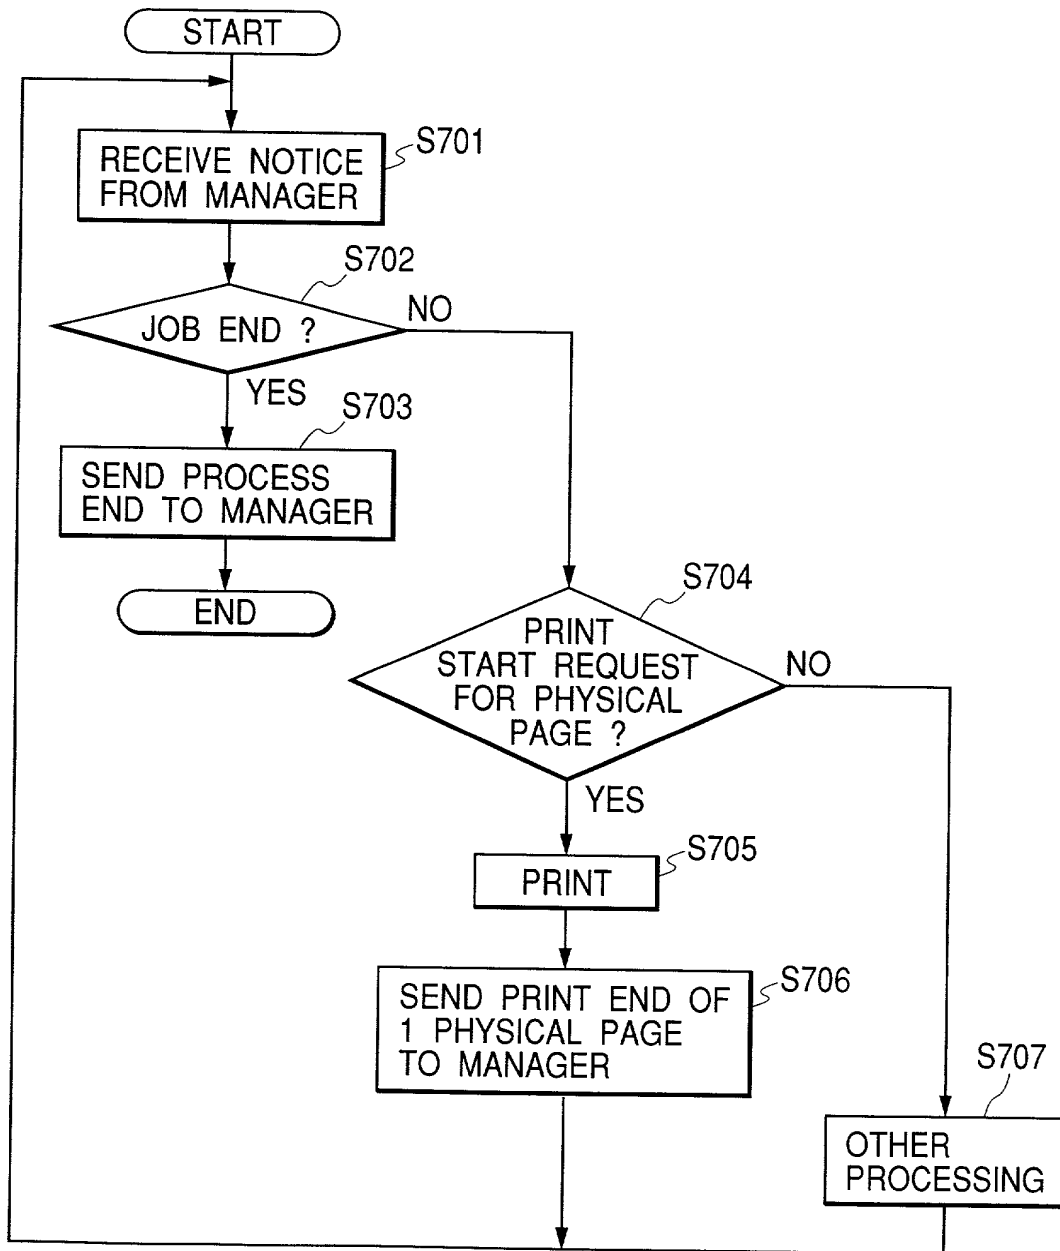 START
S701
RECEIVE NOTICE
FROM MANAGER
S702
JOB END ?
NO
YES
S703
SEND PROCESS
END TO MANAGER
END
S704
PRINT
START REQUEST
FOR PHYSICAL
PAGE ?
NO
YES
S705
PRINT
S706
SEND PRINT END OF
1 PHYSICAL PAGE
TO MANAGER
S707
OTHER
PROCESSING